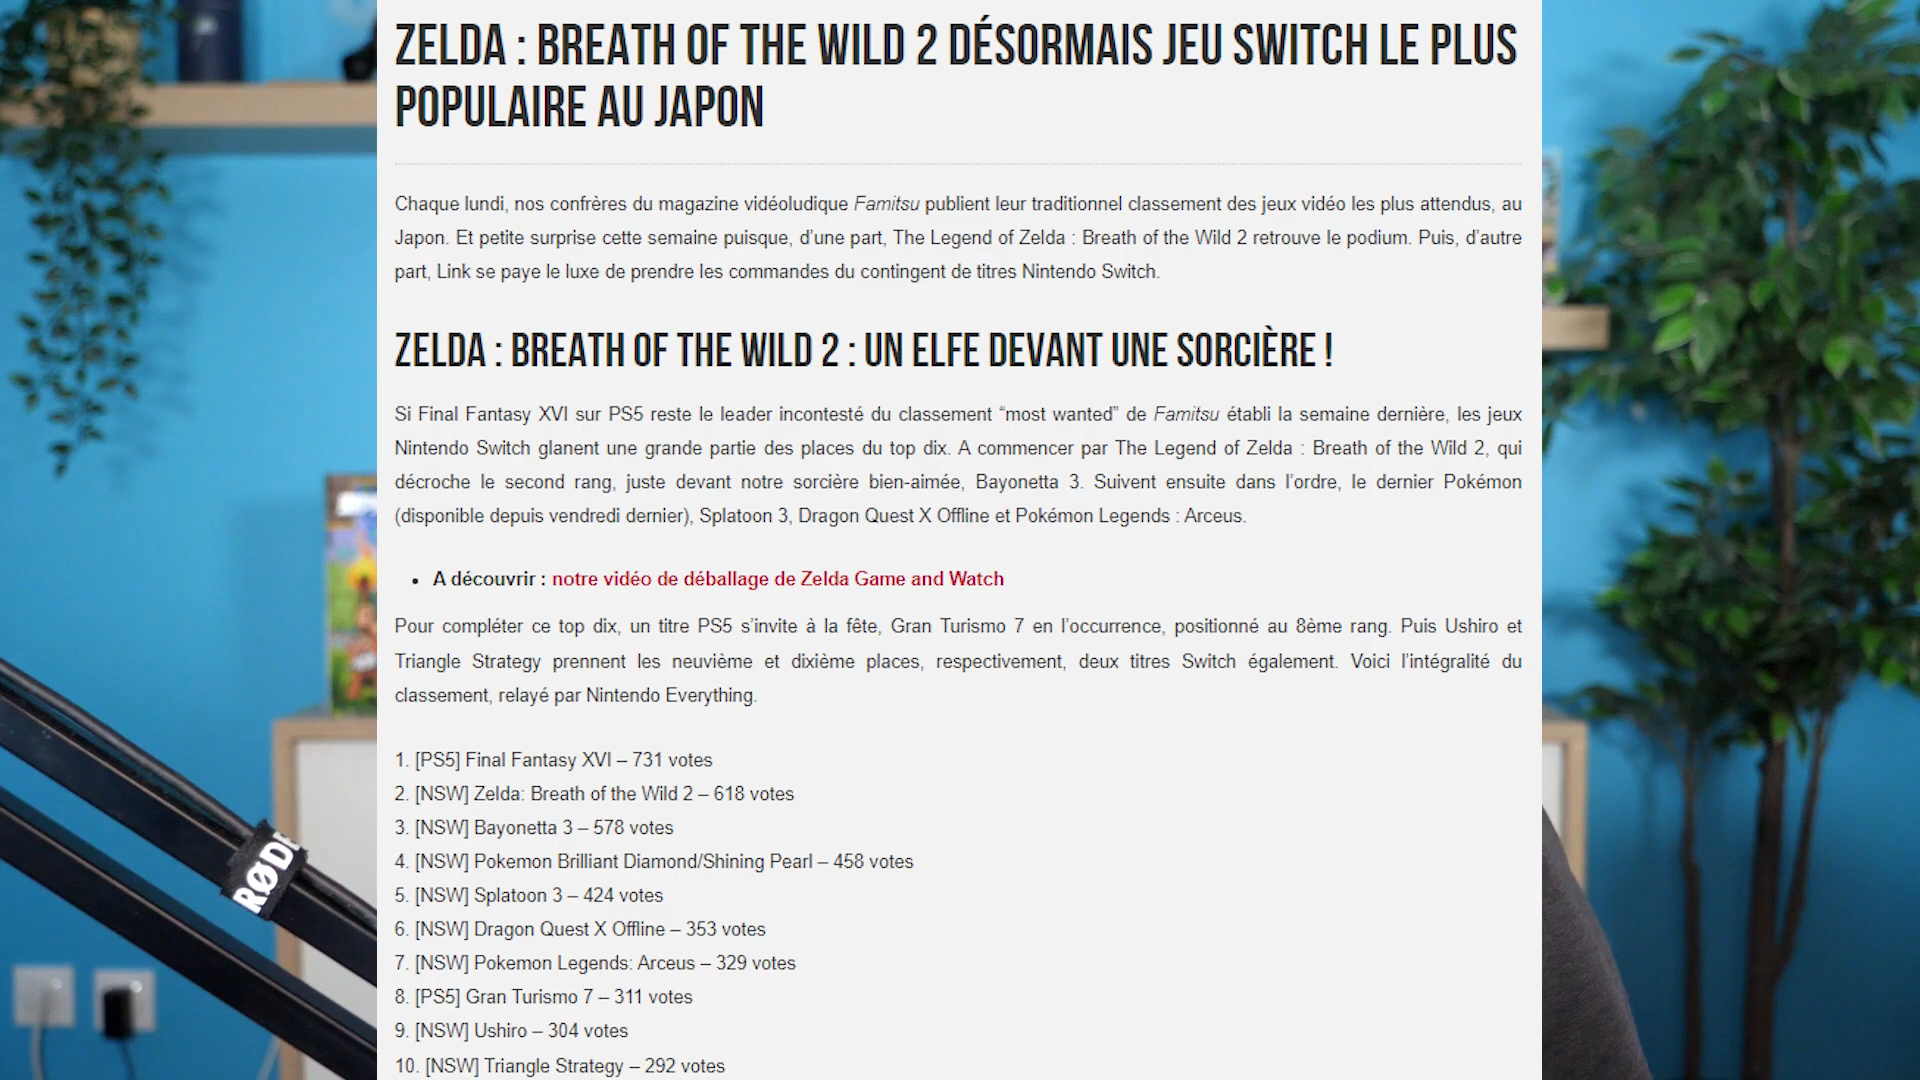 ZELDA : BREATH OF THE WILD 2 DÉSORMAIS JEU SWITCH LE PLUS
POPULAIRE AU JAPON
Chaque lundi, nos confrères du magazine vidéoludique Famitsu publient leur traditionnel classement des jeux vidéo les plus attendus, au
Japon. Et petite surprise cette semaine puisque, d’une part, The Legend of Zelda : Breath of the Wild 2 retrouve le podium. Puis, d’autre
part, Link se paye le luxe de prendre les commandes du contingent de titres Nintendo Switch.
ZELDA : BREATH OF THE WILD 2 : UN ELFE DEVANT UNE SORCIÈRE !
Si Final Fantasy XVI sur PS5 reste le leader incontesté du classement “most wanted” de Famitsu établi la semaine dernière, les jeux
Nintendo Switch glanent une grande partie des places du top dix. A commencer par The Legend of Zelda : Breath of the Wild 2, qui
décroche le second rang, juste devant notre sorcière bien-aimée, Bayonetta 3. Suivent ensuite dans l’ordre, le dernier Pokémon
(disponible depuis vendredi dernier), Splatoon 3, Dragon Quest X Offline et Pokémon Legends : Arceus.
• A découvrir : notre vidéo de déballage de Zelda Game and Watch
Pour compléter ce top dix, un titre PS5 s’invite à la fête, Gran Turismo 7 en l’occurrence, positionné au 8ème rang. Puis Ushiro et
Triangle Strategy prennent les neuvième et dixième places, respectivement, deux titres Switch également. Voici l’intégralité du
classement, relayé par Nintendo Everything.
1. [PS5] Final Fantasy XVI – 731 votes
2. [NSW] Zelda: Breath of the Wild 2 – 618 votes
3. [NSW] Bayonetta 3 – 578 votes
4. [NSW] Pokemon Brilliant Diamond/Shining Pearl – 458 votes
5. [NSW] Splatoon 3 – 424 votes
6. [NSW] Dragon Quest X Offline – 353 votes
7. [NSW] Pokemon Legends: Arceus – 329 votes
8. [PS5] Gran Turismo 7 – 311 votes
9. [NSW] Ushiro – 304 votes
10. [NSW] Triangle Strategy – 292 votes
RØDE